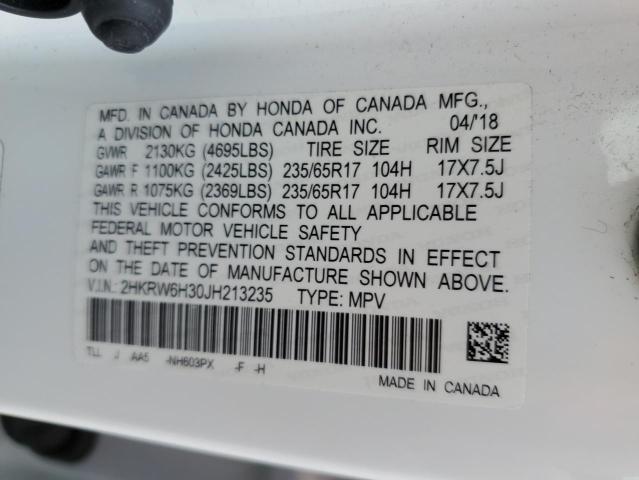 MFD. IN CANADA BY HONDA OF CANADA MFG.,
A DIVISION OF HONDA CANADA INC. 04/'18
GVWR 2130KG (4695LBS) TIRE SIZE RIM SIZE
GAWR F 1100KG (2425LBS) 235/65R17 104H 17X7.5J
GAWR R 1075KG (2369LBS) 235/65R17 104H 17X7.5J
THIS VEHICLE CONFORMS TO ALL APPLICABLE
FEDERAL MOTOR VEHICLE SAFETY
AND THEFT PREVENTION STANDARDS IN EFFECT
ON THE DATE OF MANUFACTURE SHOWN ABOVE.
V.I.N.: 2HKRW6H30JH213235 TYPE: MPV
TLL J AA5 -NH603PX -F -H
MADE IN CANADA